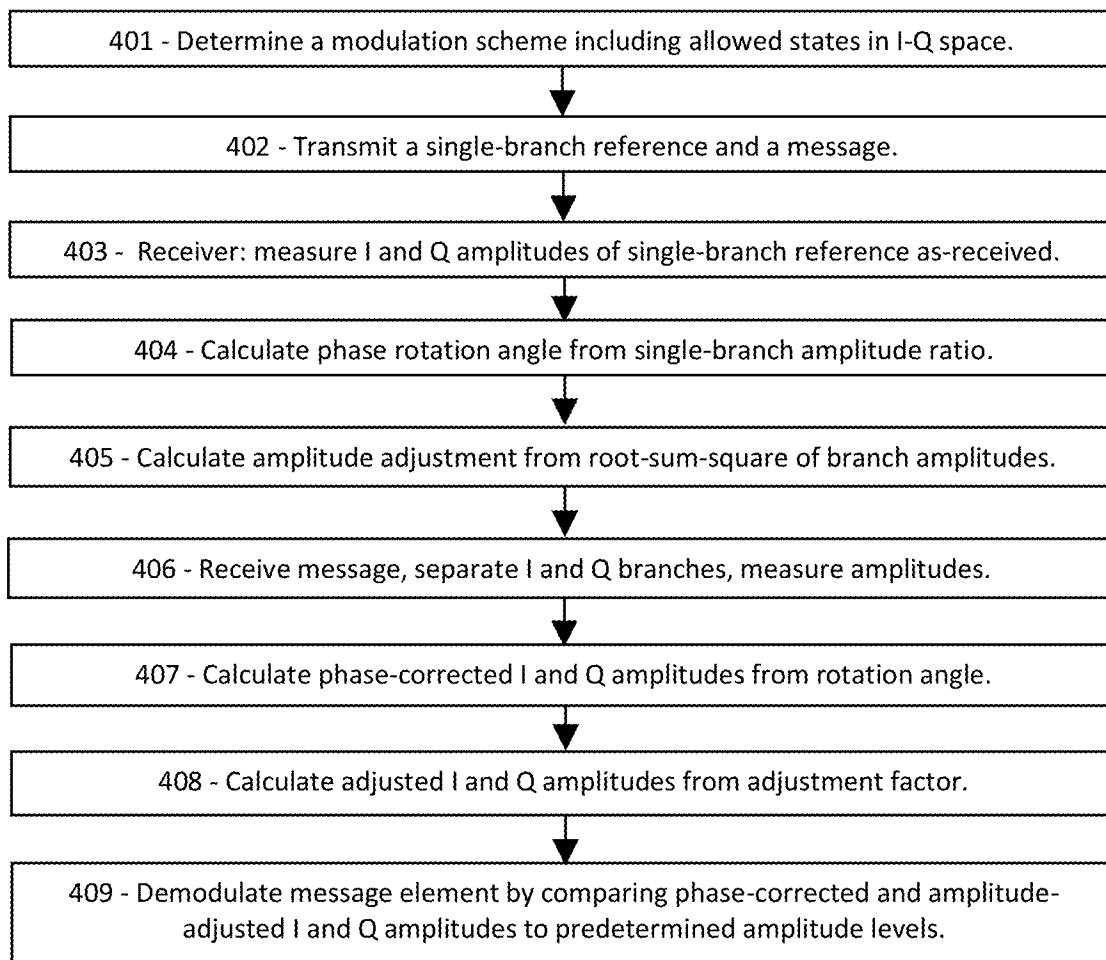 401 - Determine a modulation scheme including allowed states in I-Q space.
402 - Transmit a single-branch reference and a message.
403 -  Receiver: measure I and Q amplitudes of single-branch reference as-received.
404 - Calculate phase rotation angle from single-branch amplitude ratio.
405 - Calculate amplitude adjustment from root-sum-square of branch amplitudes.
406 - Receive message, separate I and Q branches, measure amplitudes.
407 - Calculate phase-corrected I and Q amplitudes from rotation angle.
408 - Calculate adjusted I and Q amplitudes from adjustment factor.
409 - Demodulate message element by comparing phase-corrected and amplitude-
adjusted I and Q amplitudes to predetermined amplitude levels.